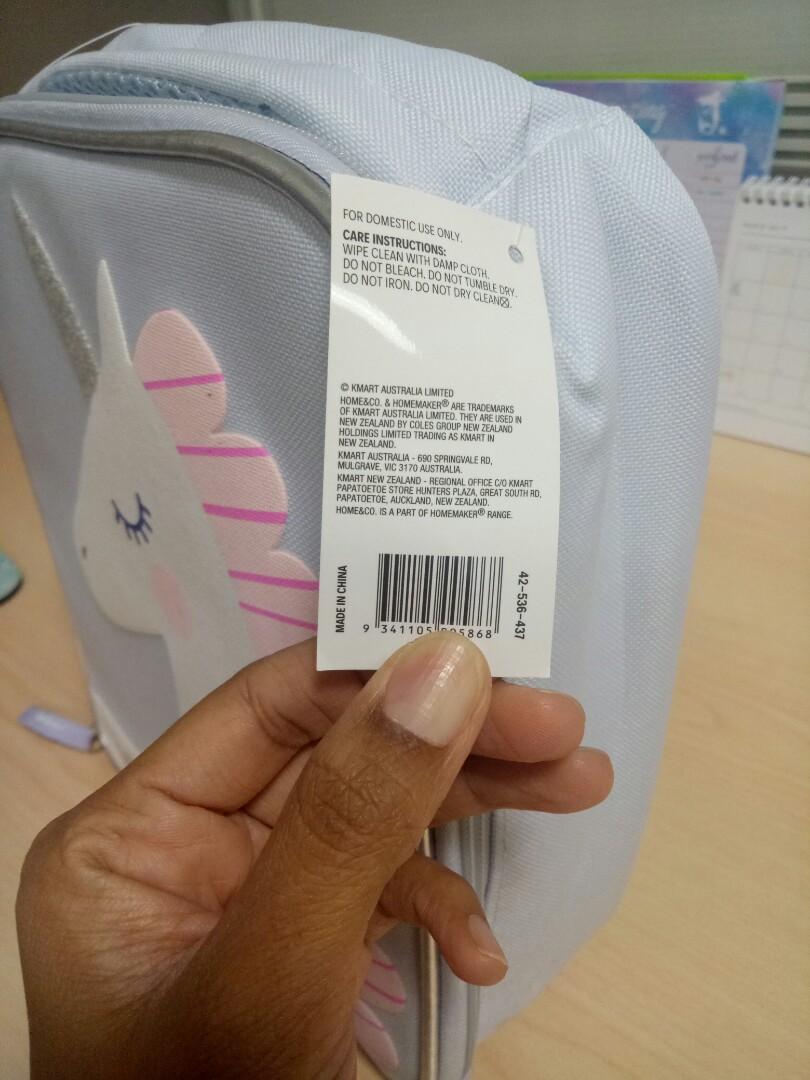 FOR DOMESTIC USE ONLY.
CARE INSTRUCTIONS:
WIPE CLEAN WITH DAMP CLOTH.
DO NOT BLEACH. DO NOT TUMBLE DRY.
DO NOT IRON. DO NOT DRY CLEAN.
© KMART AUSTRALIA LIMITED
HOME&CO. & HOMEMAKER® ARE TRADEMARKS
OF KMART AUSTRALIA LIMITED. THEY ARE USED IN
NEW ZEALAND BY COLES GROUP NEW ZEALAND
HOLDINGS LIMITED TRADING AS KMART IN
NEW ZEALAND.
KMART AUSTRALIA - 690 SPRINGVALE RD,
MULGRAVE, VIC 3170 AUSTRALIA.
KMART NEW ZEALAND - REGIONAL OFFICE C/O KMART
PAPATOETOE STORE HUNTERS PLAZA, GREAT SOUTH RD,
PAPATOETOE, AUCKLAND, NEW ZEALAND.
HOME&CO. IS A PART OF HOMEMAKER® RANGE.
MADE IN CHINA
42-536-437
9 341105